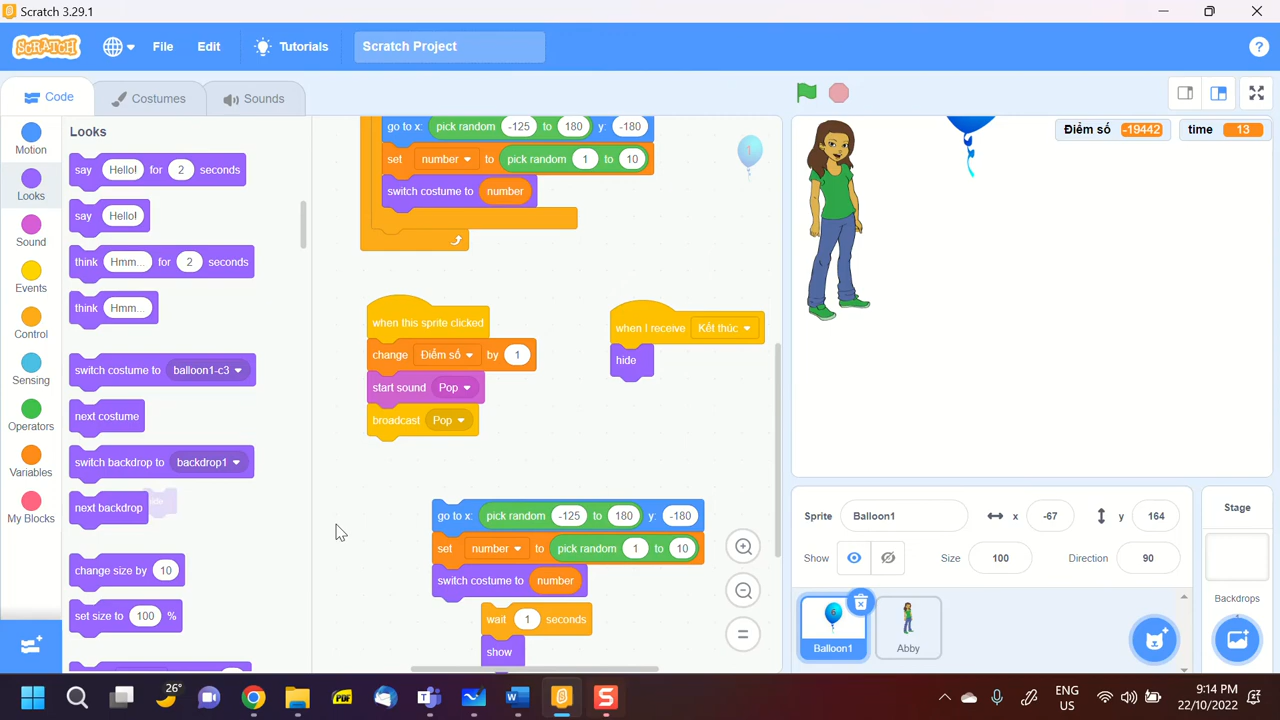 Scratch 3.29.1
SCRATCH File Edit Tutorials Scratch Project ?
Code Costumes Sounds
Motion
Looks
Sound
Events
Control
Sensing
Operators
Variables
My Blocks
Looks
say Hello! for 2 seconds
say Hello!
think Hmm... for 2 seconds
think Hmm...
switch costume to balloon1-c3
next costume
switch backdrop to backdrop1
next backdrop
change size by 10
set size to 100 %
go to x: pick random -125 to 180 y: -180
set number to pick random 1 to 10
switch costume to number
when this sprite clicked
change Điểm số by 1
start sound Pop
broadcast Pop
when I receive Kết thúc
hide
go to x: pick random -125 to 180 y: -180
set number to pick random 1 to 10
switch costume to number
wait 1 seconds
show
Điểm số -19442 time 13
Sprite Balloon1 x -67 y 164
Show Size 100 Direction 90
6
Balloon1 Abby
Stage
Backdrops
1
26°
PDF
ENG
US
9:14 PM
22/10/2022